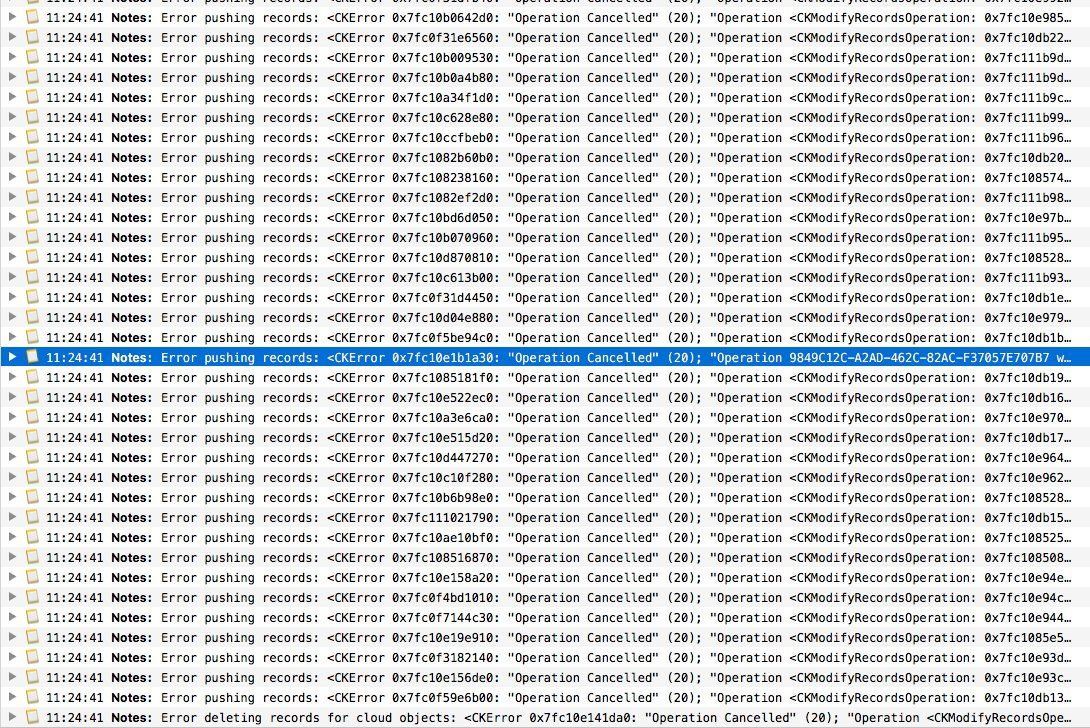 11:24:41 Notes: Error pushing records: <CKError 0x7fc10b0642d0: "Operation Cancelled" (20); "Operation <CKModifyRecordsOperation: 0x7fc10e985…
11:24:41 Notes: Error pushing records: <CKError 0x7fc0f31e6560: "Operation Cancelled" (20); "Operation <CKModifyRecordsOperation: 0x7fc10db22…
11:24:41 Notes: Error pushing records: <CKError 0x7fc10b009530: "Operation Cancelled" (20); "Operation <CKModifyRecordsOperation: 0x7fc111b9d…
11:24:41 Notes: Error pushing records: <CKError 0x7fc10b0a4b80: "Operation Cancelled" (20); "Operation <CKModifyRecordsOperation: 0x7fc111b9d…
11:24:41 Notes: Error pushing records: <CKError 0x7fc10a34f1d0: "Operation Cancelled" (20); "Operation <CKModifyRecordsOperation: 0x7fc111b9c…
11:24:41 Notes: Error pushing records: <CKError 0x7fc10c628e80: "Operation Cancelled" (20); "Operation <CKModifyRecordsOperation: 0x7fc111b99…
11:24:41 Notes: Error pushing records: <CKError 0x7fc10ccfbeb0: "Operation Cancelled" (20); "Operation <CKModifyRecordsOperation: 0x7fc111b96…
11:24:41 Notes: Error pushing records: <CKError 0x7fc1082b60b0: "Operation Cancelled" (20); "Operation <CKModifyRecordsOperation: 0x7fc10db20…
11:24:41 Notes: Error pushing records: <CKError 0x7fc108238160: "Operation Cancelled" (20); "Operation <CKModifyRecordsOperation: 0x7fc108574…
11:24:41 Notes: Error pushing records: <CKError 0x7fc1082ef2d0: "Operation Cancelled" (20); "Operation <CKModifyRecordsOperation: 0x7fc111b98…
11:24:41 Notes: Error pushing records: <CKError 0x7fc10bd6d050: "Operation Cancelled" (20); "Operation <CKModifyRecordsOperation: 0x7fc10e97b…
11:24:41 Notes: Error pushing records: <CKError 0x7fc10b070960: "Operation Cancelled" (20); "Operation <CKModifyRecordsOperation: 0x7fc111b95…
11:24:41 Notes: Error pushing records: <CKError 0x7fc10d870810: "Operation Cancelled" (20); "Operation <CKModifyRecordsOperation: 0x7fc108528…
11:24:41 Notes: Error pushing records: <CKError 0x7fc10c613b00: "Operation Cancelled" (20); "Operation <CKModifyRecordsOperation: 0x7fc111b93…
11:24:41 Notes: Error pushing records: <CKError 0x7fc0f31d4450: "Operation Cancelled" (20); "Operation <CKModifyRecordsOperation: 0x7fc10db1e…
11:24:41 Notes: Error pushing records: <CKError 0x7fc10d04e880: "Operation Cancelled" (20); "Operation <CKModifyRecordsOperation: 0x7fc10e979…
11:24:41 Notes: Error pushing records: <CKError 0x7fc0f5be94c0: "Operation Cancelled" (20); "Operation <CKModifyRecordsOperation: 0x7fc10db1b…
11:24:41 Notes: Error pushing records: <CKError 0x7fc10e1b1a30: "Operation Cancelled" (20); "Operation 9849C12C-A2AD-462C-82AC-F37057E707B7 w…
11:24:41 Notes: Error pushing records: <CKError 0x7fc1085181f0: "Operation Cancelled" (20); "Operation <CKModifyRecordsOperation: 0x7fc10db19…
11:24:41 Notes: Error pushing records: <CKError 0x7fc10e522ec0: "Operation Cancelled" (20); "Operation <CKModifyRecordsOperation: 0x7fc10db16…
11:24:41 Notes: Error pushing records: <CKError 0x7fc10a3e6ca0: "Operation Cancelled" (20); "Operation <CKModifyRecordsOperation: 0x7fc10e970…
11:24:41 Notes: Error pushing records: <CKError 0x7fc10e515d20: "Operation Cancelled" (20); "Operation <CKModifyRecordsOperation: 0x7fc10db17…
11:24:41 Notes: Error pushing records: <CKError 0x7fc10d447270: "Operation Cancelled" (20); "Operation <CKModifyRecordsOperation: 0x7fc10e964…
11:24:41 Notes: Error pushing records: <CKError 0x7fc10c10f280: "Operation Cancelled" (20); "Operation <CKModifyRecordsOperation: 0x7fc10e962…
11:24:41 Notes: Error pushing records: <CKError 0x7fc10b6b98e0: "Operation Cancelled" (20); "Operation <CKModifyRecordsOperation: 0x7fc108528…
11:24:41 Notes: Error pushing records: <CKError 0x7fc111021790: "Operation Cancelled" (20); "Operation <CKModifyRecordsOperation: 0x7fc10db15…
11:24:41 Notes: Error pushing records: <CKError 0x7fc10ae10bf0: "Operation Cancelled" (20); "Operation <CKModifyRecordsOperation: 0x7fc108525…
11:24:41 Notes: Error pushing records: <CKError 0x7fc108516870: "Operation Cancelled" (20); "Operation <CKModifyRecordsOperation: 0x7fc108508…
11:24:41 Notes: Error pushing records: <CKError 0x7fc10e158a20: "Operation Cancelled" (20); "Operation <CKModifyRecordsOperation: 0x7fc10e94e…
11:24:41 Notes: Error pushing records: <CKError 0x7fc0f4bd1010: "Operation Cancelled" (20); "Operation <CKModifyRecordsOperation: 0x7fc10e94c…
11:24:41 Notes: Error pushing records: <CKError 0x7fc0f7144c30: "Operation Cancelled" (20); "Operation <CKModifyRecordsOperation: 0x7fc10e944…
11:24:41 Notes: Error pushing records: <CKError 0x7fc10e19e910: "Operation Cancelled" (20); "Operation <CKModifyRecordsOperation: 0x7fc1085e5…
11:24:41 Notes: Error pushing records: <CKError 0x7fc0f3182140: "Operation Cancelled" (20); "Operation <CKModifyRecordsOperation: 0x7fc10e93d…
11:24:41 Notes: Error pushing records: <CKError 0x7fc10e156de0: "Operation Cancelled" (20); "Operation <CKModifyRecordsOperation: 0x7fc10e93c…
11:24:41 Notes: Error pushing records: <CKError 0x7fc0f59e6b00: "Operation Cancelled" (20); "Operation <CKModifyRecordsOperation: 0x7fc10db13…
11:24:41 Notes: Error deleting records for cloud objects: <CKError 0x7fc10e141da0: "Operation Cancelled" (20); "Operation <CKModifyRecordsOpe…